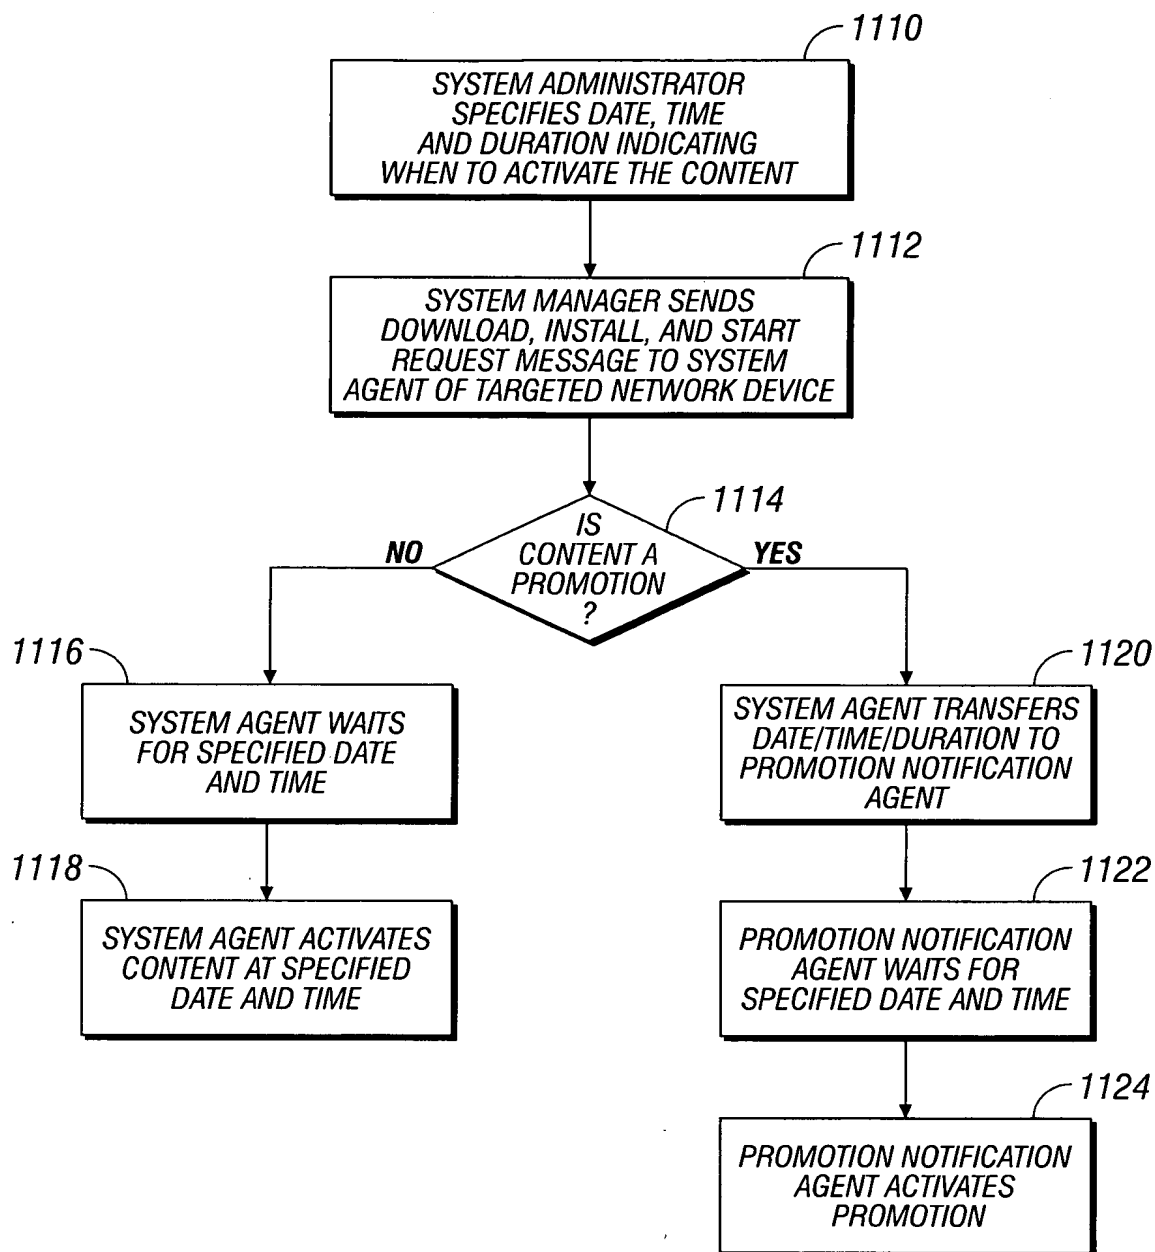 1110
SYSTEM ADMINISTRATOR
SPECIFIES DATE, TIME
AND DURATION INDICATING
WHEN TO ACTIVATE THE CONTENT
1112
SYSTEM MANAGER SENDS
DOWNLOAD, INSTALL, AND START
REQUEST MESSAGE TO SYSTEM
AGENT OF TARGETED NETWORK DEVICE
1114
IS
CONTENT A
PROMOTION
?
NO
YES
1116
SYSTEM AGENT WAITS
FOR SPECIFIED DATE
AND TIME
1118
SYSTEM AGENT ACTIVATES
CONTENT AT SPECIFIED
DATE AND TIME
1120
SYSTEM AGENT TRANSFERS
DATE/TIME/DURATION TO
PROMOTION NOTIFICATION
AGENT
1122
PROMOTION NOTIFICATION
AGENT WAITS FOR
SPECIFIED DATE AND TIME
1124
PROMOTION NOTIFICATION
AGENT ACTIVATES
PROMOTION